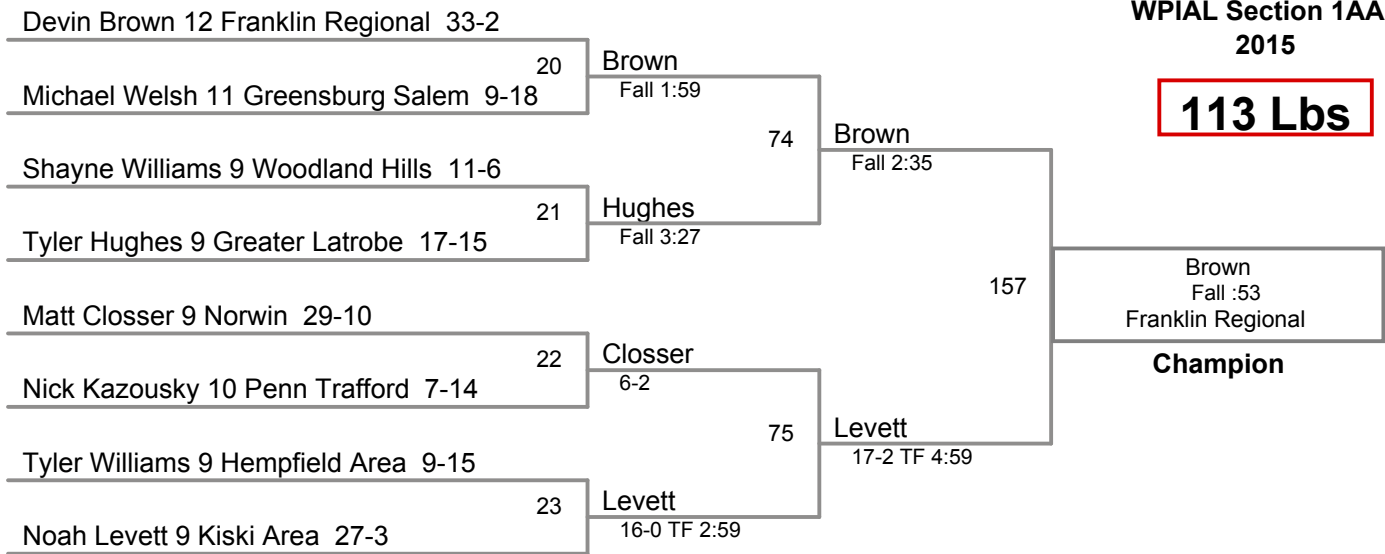 WPIAL Section 1AA
2015
113 Lbs
Devin Brown 12 Franklin Regional 33-2
20
Michael Welsh 11 Greensburg Salem 9-18
Brown
Fall 1:59
74
Shayne Williams 9 Woodland Hills 11-6
21
Tyler Hughes 9 Greater Latrobe 17-15
Hughes
Fall 3:27
Brown
Fall 2:35
157
Matt Closser 9 Norwin 29-10
22
Nick Kazousky 10 Penn Trafford 7-14
Closser
6-2
75
Tyler Williams 9 Hempfield Area 9-15
23
Noah Levett 9 Kiski Area 27-3
Levett
16-0 TF 2:59
Levett
17-2 TF 4:59
Brown
Fall :53
Franklin Regional
Champion